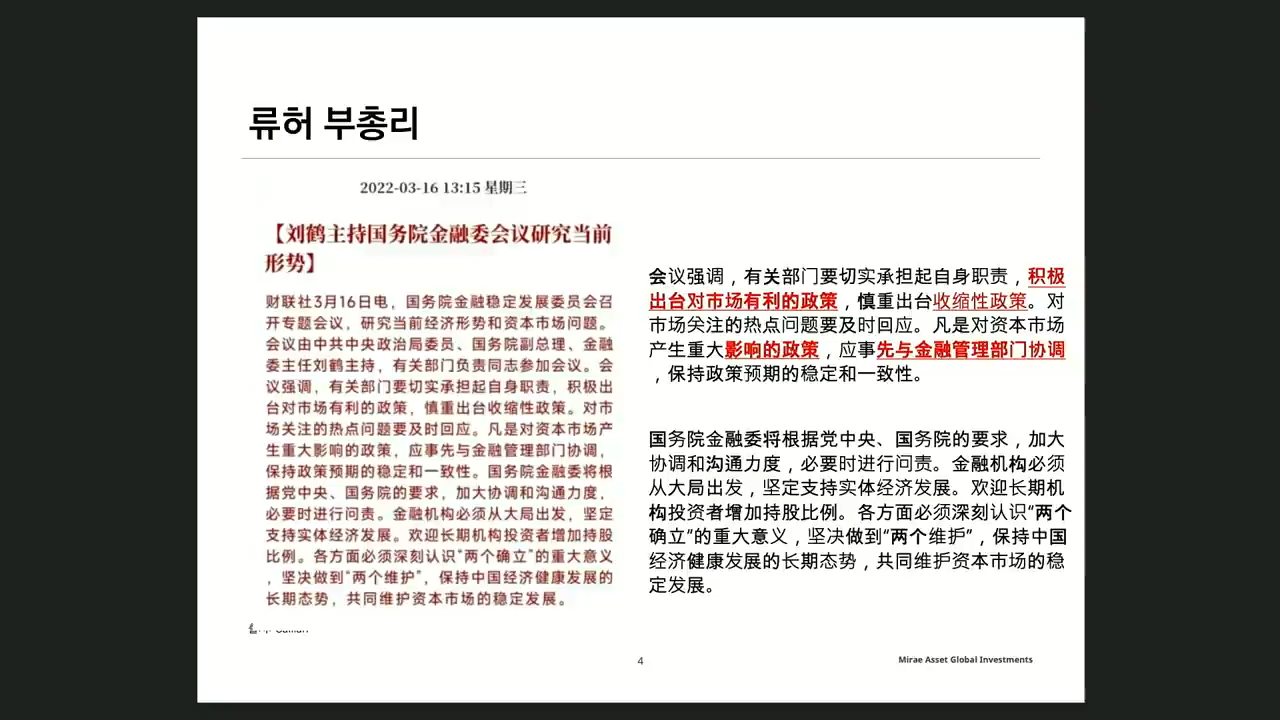 류허 부총리
2022-03-16 13:15 星期三
【刘鹤主持国务院金融委会议研究当前
形势】
财联社3月16日电，国务院金融稳定发展委员会召
开专题会议，研究当前经济形势和资本市场问题。
会议由中共中央政治局委员、国务院副总理、金融
委主任刘鹤主持，有关部门负责同志参加会议。会
议强调，有关部门要切实承担起自身职责，积极出
台对市场有利的政策，慎重出台收缩性政策。对市
场关注的热点问题要及时回应。凡是对资本市场产
生重大影响的政策，应事先与金融管理部门协调，
保持政策预期的稳定和一致性。国务院金融委将根
据党中央、国务院的要求，加大协调和沟通力度，
必要时进行问责。金融机构必须从大局出发，坚定
支持实体经济发展。欢迎长期机构投资者增加持股
比例。各方面必须深刻认识“两个确立”的重大意义
，坚决做到“两个维护”，保持中国经济健康发展的
长期态势，共同维护资本市场的稳定发展。
会议强调，有关部门要切实承担起自身职责，积极
出台对市场有利的政策，慎重出台收缩性政策。对
市场关注的热点问题要及时回应。凡是对资本市场
产生重大影响的政策，应事先与金融管理部门协调
，保持政策预期的稳定和一致性。
国务院金融委将根据党中央、国务院的要求，加大
协调和沟通力度，必要时进行问责。金融机构必须
从大局出发，坚定支持实体经济发展。欢迎长期机
构投资者增加持股比例。各方面必须深刻认识“两个
确立”的重大意义，坚决做到“两个维护”，保持中国
经济健康发展的长期态势，共同维护资本市场的稳
定发展。
4
Mirae Asset Global Investments